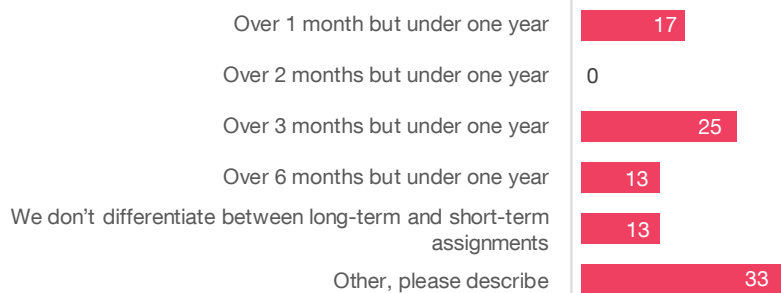 Over 1 month but under one year 17
Over 2 months but under one year 0
Over 3 months but under one year 25
Over 6 months but under one year 13
We don’t differentiate between long-term and short-term
assignments 13
Other, please describe 33